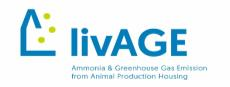 livAGE
Ammonia & Greenhouse Gas Emission
from Animal Production Housing